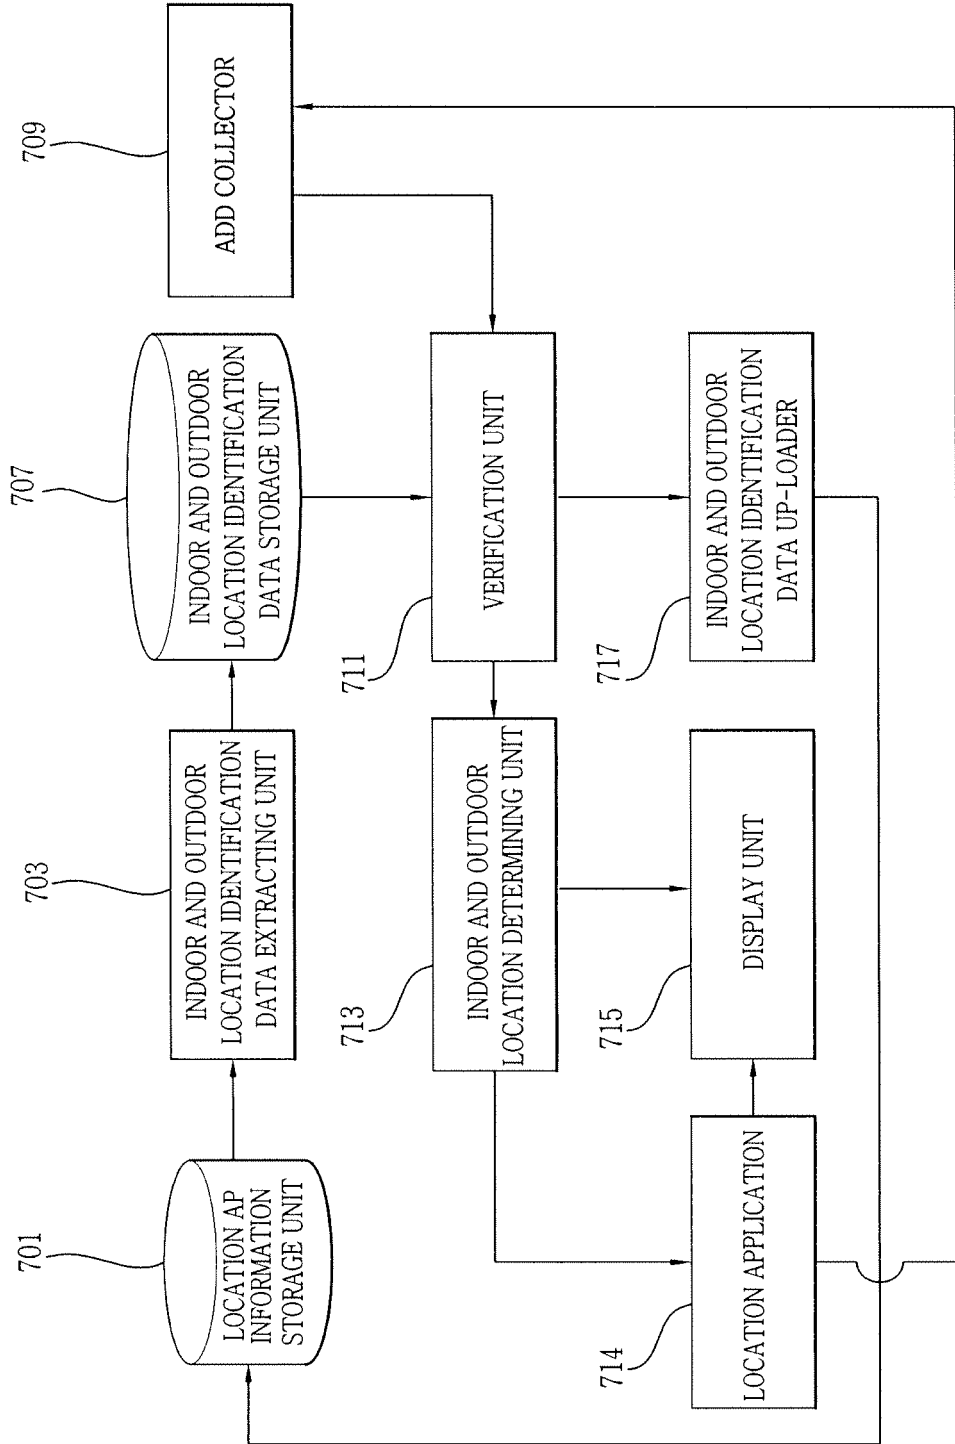 701
LOCATION AP
INFORMATION
STORAGE UNIT
703
INDOOR AND OUTDOOR
LOCATION IDENTIFICATION
DATA EXTRACTING UNIT
707
INDOOR AND OUTDOOR
LOCATION IDENTIFICATION
DATA STORAGE UNIT
709
ADD COLLECTOR
713
INDOOR AND OUTDOOR
LOCATION DETERMINING UNIT
711
VERIFICATION UNIT
714
LOCATION APPLICATION
715
DISPLAY UNIT
717
INDOOR AND OUTDOOR
LOCATION IDENTIFICATION
DATA UP-LOADER